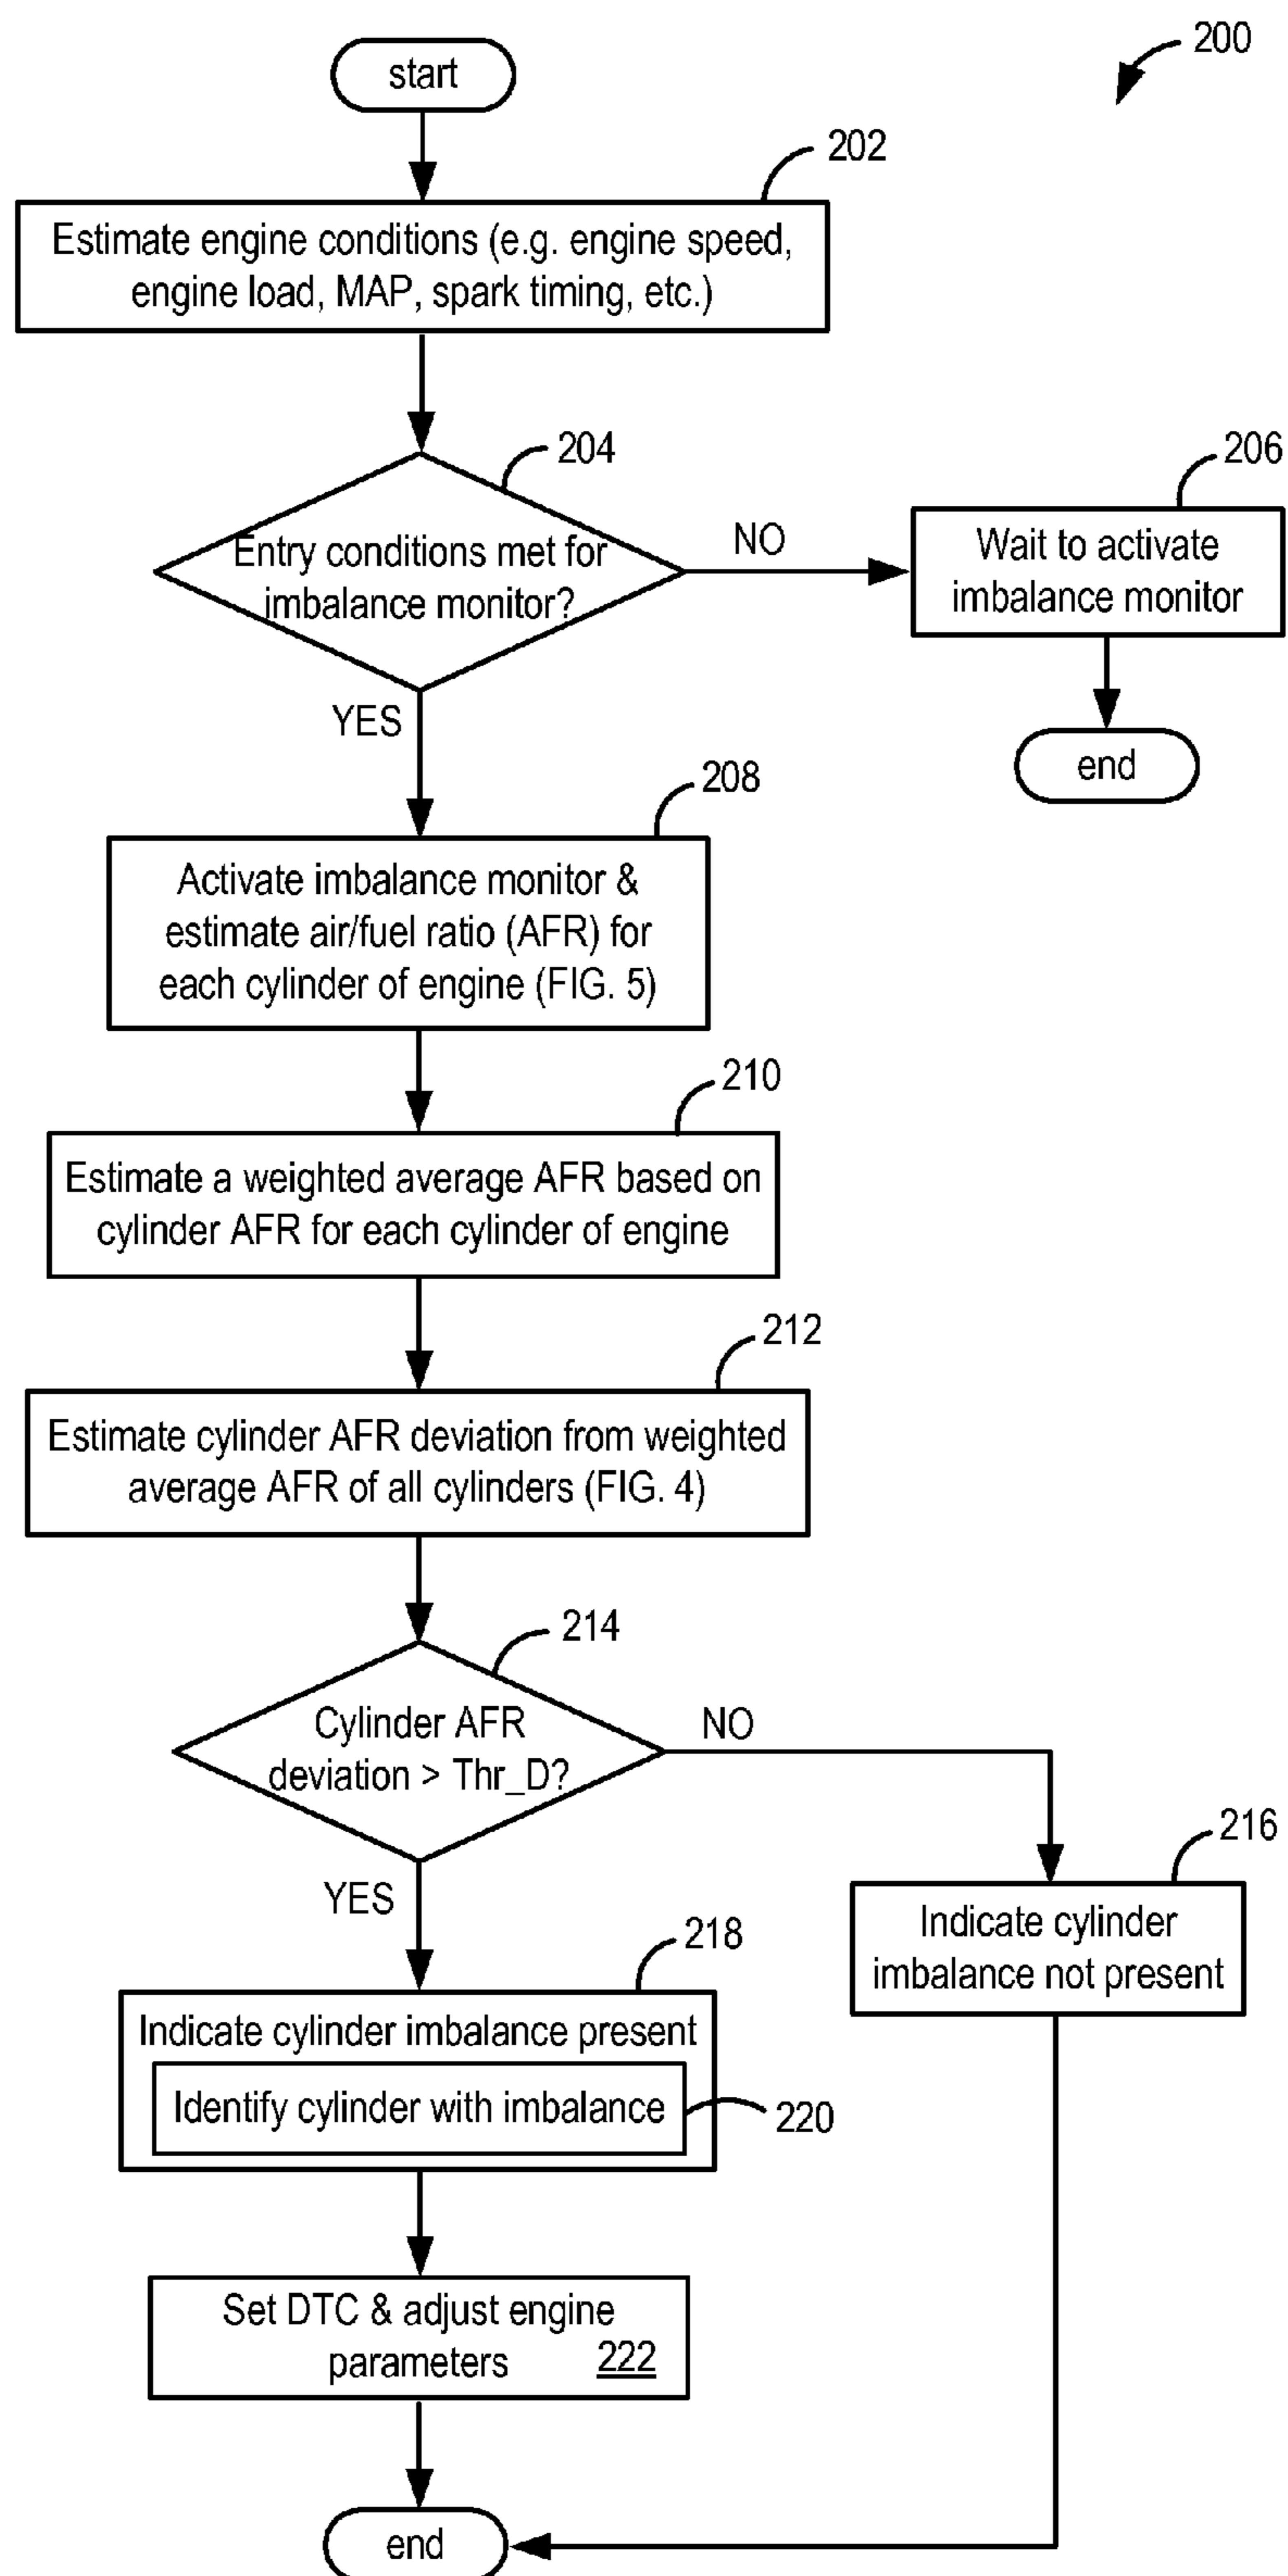 200
start
202
Estimate engine conditions (e.g. engine speed,
engine load, MAP, spark timing, etc.)
204
Entry conditions met for
imbalance monitor?
NO
206
Wait to activate
imbalance monitor
end
YES
208
Activate imbalance monitor &
estimate air/fuel ratio (AFR) for
each cylinder of engine (FIG. 5)
210
Estimate a weighted average AFR based on
cylinder AFR for each cylinder of engine
212
Estimate cylinder AFR deviation from weighted
average AFR of all cylinders (FIG. 4)
214
Cylinder AFR
deviation > Thr_D?
NO
216
Indicate cylinder
imbalance not present
YES
218
Indicate cylinder imbalance present
Identify cylinder with imbalance
220
Set DTC & adjust engine
parameters 222
end